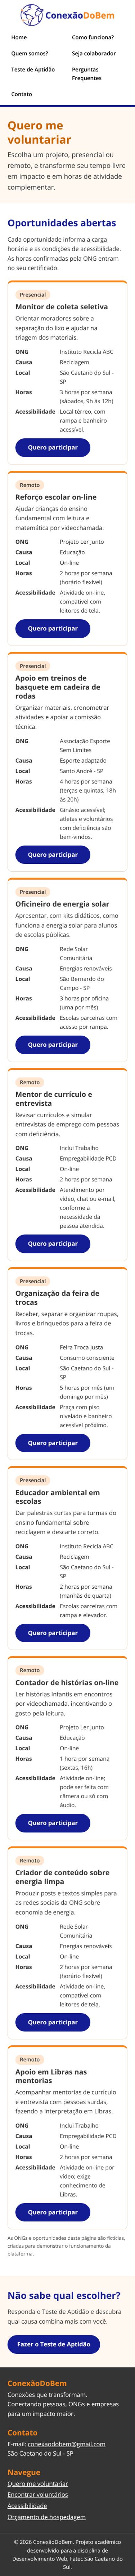 ConexãoDoBem
Home
Como funciona?
Quem somos?
Seja colaborador
Teste de Aptidão
Perguntas
Frequentes
Contato
Quero me
voluntariar
Escolha um projeto, presencial ou
remoto, e transforme seu tempo livre
em impacto e em horas de atividade
complementar.
Oportunidades abertas
Cada oportunidade informa a carga
horária e as condições de acessibilidade.
As horas confirmadas pela ONG entram
no seu certificado.
Presencial
Monitor de coleta seletiva
Orientar moradores sobre a
separação do lixo e ajudar na
triagem dos materiais.
ONG Instituto Recicla ABC
Causa Reciclagem
Local São Caetano do Sul -
SP
Horas 3 horas por semana
(sábados, 9h às 12h)
Acessibilidade Local térreo, com
rampa e banheiro
acessível.
Quero participar
Remoto
Reforço escolar on-line
Ajudar crianças do ensino
fundamental com leitura e
matemática por videochamada.
ONG Projeto Ler Junto
Causa Educação
Local On-line
Horas 2 horas por semana
(horário flexível)
Acessibilidade Atividade on-line,
compatível com
leitores de tela.
Quero participar
Presencial
Apoio em treinos de
basquete em cadeira de
rodas
Organizar materiais, cronometrar
atividades e apoiar a comissão
técnica.
ONG Associação Esporte
Sem Limites
Causa Esporte adaptado
Local Santo André - SP
Horas 4 horas por semana
(terças e quintas, 18h
às 20h)
Acessibilidade Ginásio acessível;
atletas e voluntários
com deficiência são
bem-vindos.
Quero participar
Presencial
Oficineiro de energia solar
Apresentar, com kits didáticos, como
funciona a energia solar para alunos
de escolas públicas.
ONG Rede Solar
Comunitária
Causa Energias renováveis
Local São Bernardo do
Campo - SP
Horas 3 horas por oficina
(uma por mês)
Acessibilidade Escolas parceiras com
acesso por rampa.
Quero participar
Remoto
Mentor de currículo e
entrevista
Revisar currículos e simular
entrevistas de emprego com pessoas
com deficiência.
ONG Inclui Trabalho
Causa Empregabilidade PCD
Local On-line
Horas 2 horas por semana
Acessibilidade Atendimento por
vídeo, chat ou e-mail,
conforme a
necessidade da
pessoa atendida.
Quero participar
Presencial
Organização da feira de
trocas
Receber, separar e organizar roupas,
livros e brinquedos para a feira de
trocas.
ONG Feira Troca Justa
Causa Consumo consciente
Local São Caetano do Sul -
SP
Horas 5 horas por mês (um
domingo por mês)
Acessibilidade Praça com piso
nivelado e banheiro
acessível próximo.
Quero participar
Presencial
Educador ambiental em
escolas
Dar palestras curtas para turmas do
ensino fundamental sobre
reciclagem e descarte correto.
ONG Instituto Recicla ABC
Causa Reciclagem
Local São Caetano do Sul -
SP
Horas 2 horas por semana
(manhãs de quarta)
Acessibilidade Escolas parceiras com
rampa e elevador.
Quero participar
Remoto
Contador de histórias on-line
Ler histórias infantis em encontros
por videochamada, incentivando o
gosto pela leitura.
ONG Projeto Ler Junto
Causa Educação
Local On-line
Horas 1 hora por semana
(sextas, 16h)
Acessibilidade Atividade on-line;
pode ser feita com
câmera ou só com
áudio.
Quero participar
Remoto
Criador de conteúdo sobre
energia limpa
Produzir posts e textos simples para
as redes sociais da ONG sobre
economia de energia.
ONG Rede Solar
Comunitária
Causa Energias renováveis
Local On-line
Horas 2 horas por semana
(horário flexível)
Acessibilidade Atividade on-line,
compatível com
leitores de tela.
Quero participar
Remoto
Apoio em Libras nas
mentorias
Acompanhar mentorias de currículo
e entrevista com pessoas surdas,
fazendo a interpretação em Libras.
ONG Inclui Trabalho
Causa Empregabilidade PCD
Local On-line
Horas 2 horas por semana
Acessibilidade Atividade on-line por
vídeo; exige
conhecimento de
Libras.
Quero participar
As ONGs e oportunidades desta página são fictícias,
criadas para demonstrar o funcionamento da
plataforma.
Não sabe qual escolher?
Responda o Teste de Aptidão e descubra
qual causa combina mais com você.
Fazer o Teste de Aptidão
ConexãoDoBem
Conexões que transformam.
Conectando pessoas, ONGs e empresas
para um impacto maior.
Contato
E-mail: conexaodobem@gmail.com
São Caetano do Sul - SP
Navegue
Quero me voluntariar
Encontrar voluntários
Acessibilidade
Orçamento de hospedagem
© 2026 ConexãoDoBem. Projeto acadêmico
desenvolvido para a disciplina de
Desenvolvimento Web, Fatec São Caetano do
Sul.